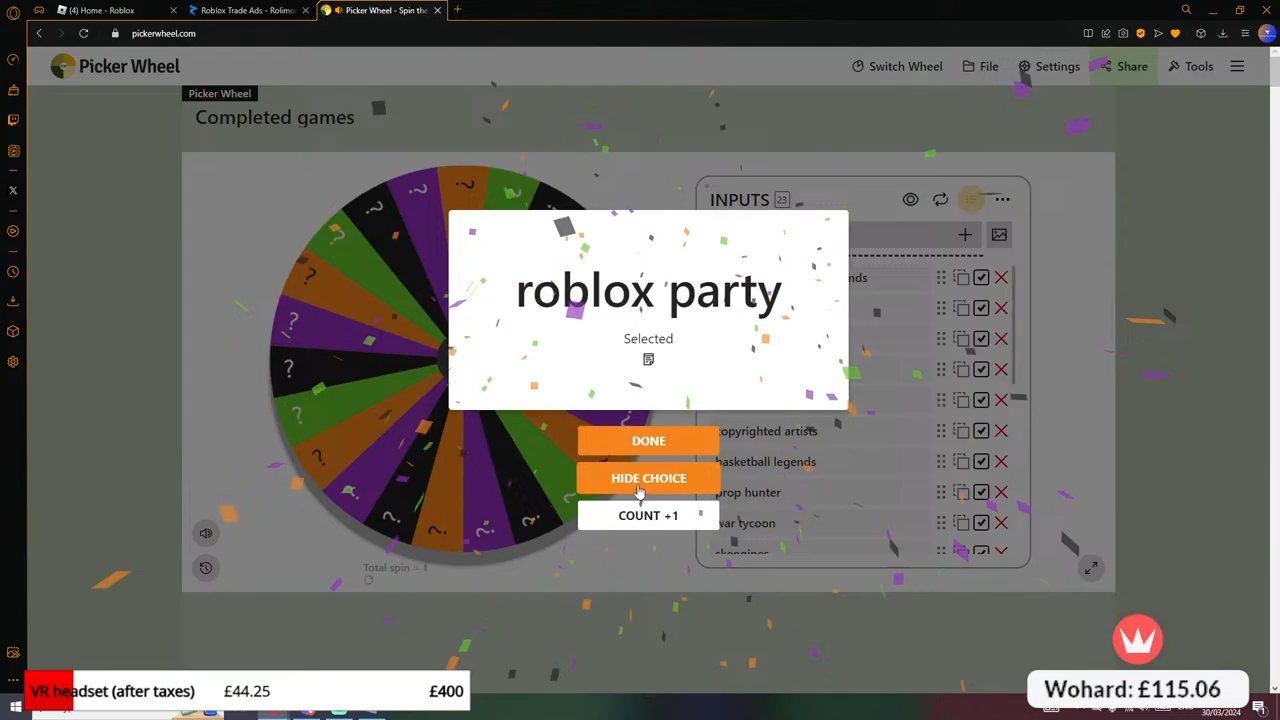 (4) Home - Roblox
Roblox Trade Ads - Rolimo
Picker Wheel - Spin the
pickerwheel.com
Picker Wheel
Switch Wheel
File
Settings
Share
Tools
Picker Wheel
Completed games
INPUTS 23
roblox party
Selected
DONE
HIDE CHOICE
COUNT +1
nds
copyrighted artists
basketball legends
prop hunter
war tycoon
Total spin = 1
VR headset (after taxes) £44.25 £400
Wohard: £115.06
30/03/2024